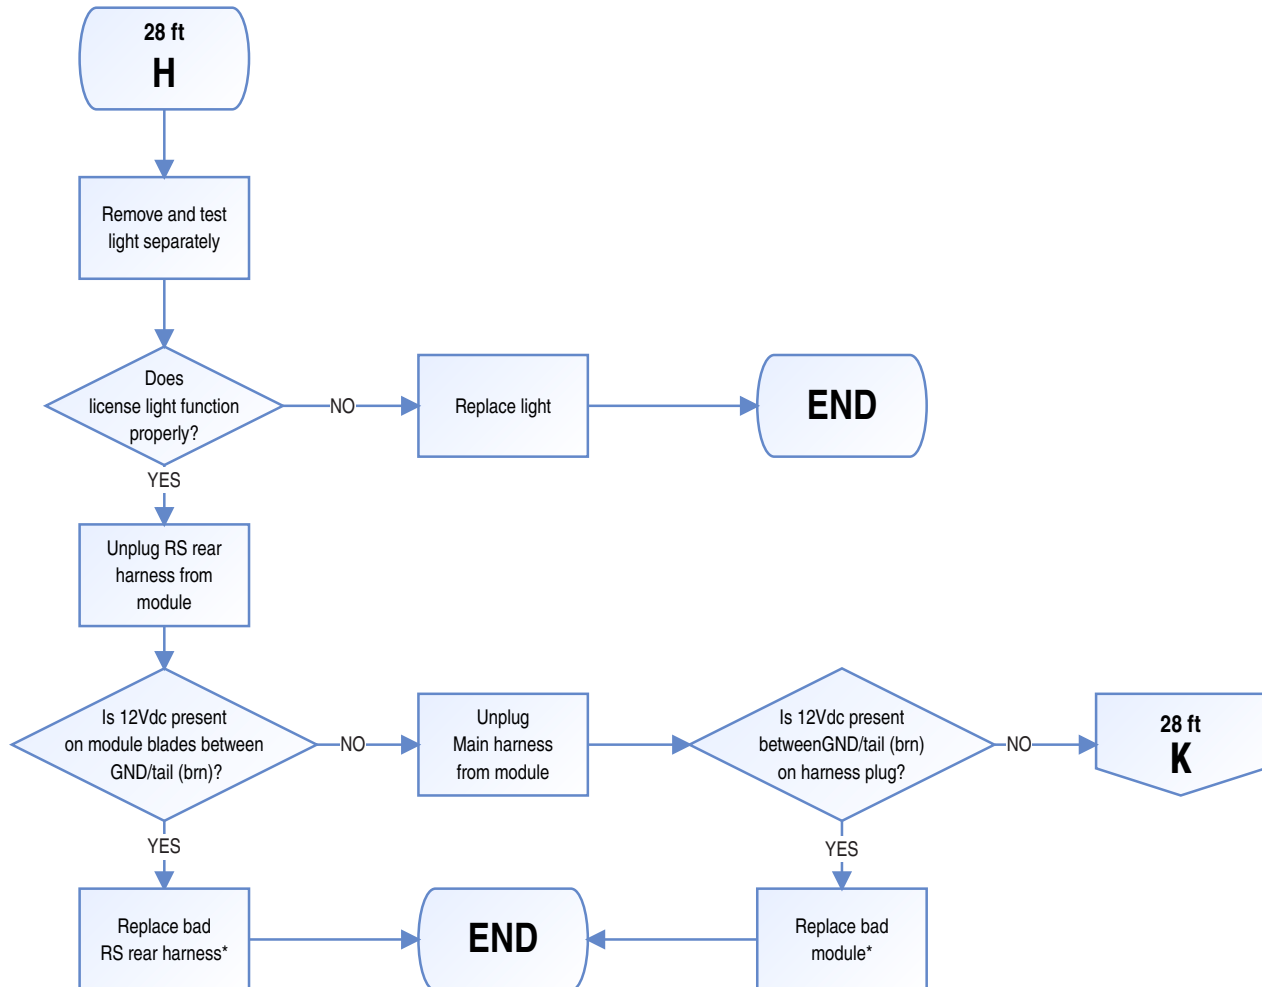 28 ft
H
Remove and test
light separately
Does
license light function
properly?
NO
Replace light
END
YES
Unplug RS rear
harness from
module
Is 12Vdc present
on module blades between
GND/tail (brn)?
NO
Unplug
Main harness
from module
Is 12Vdc present
betweenGND/tail (brn)
on harness plug?
NO
28 ft
K
YES
YES
Replace bad
RS rear harness*
END
Replace bad
module*